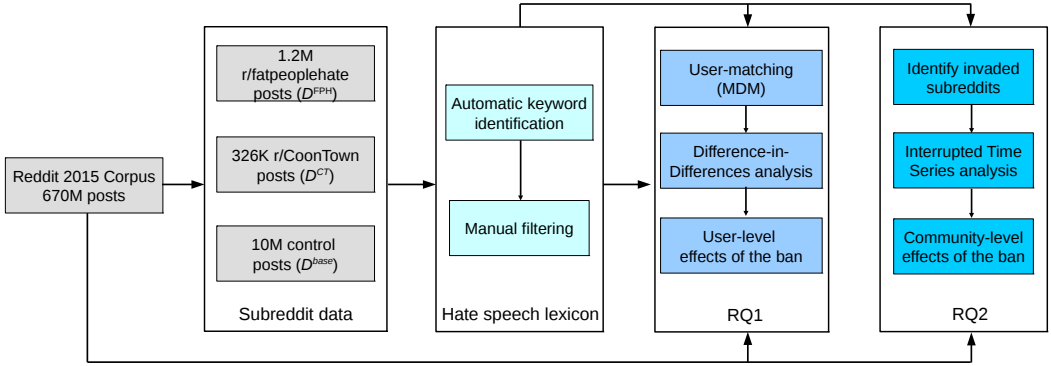 Reddit 2015 Corpus
670M posts
1.2M
r/fatpeoplehate
posts (D^FPH)
326K r/CoonTown
posts (D^CT)
10M control
posts (D^base)
Subreddit data
Automatic keyword
identification
Manual filtering
Hate speech lexicon
User-matching
(MDM)
Difference-in-
Differences analysis
User-level
effects of the ban
RQ1
Identify invaded
subreddits
Interrupted Time
Series analysis
Community-level
effects of the ban
RQ2